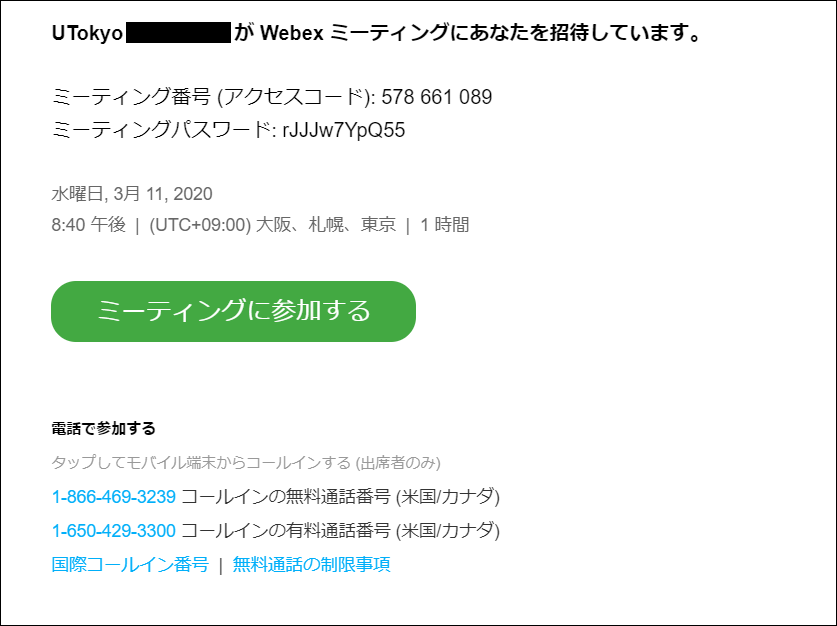 UTokyo が Webex ミーティングにあなたを招待しています。
ミーティング番号 (アクセスコード): 578 661 089
ミーティングパスワード: rJJJw7YpQ55
水曜日, 3月 11, 2020
8:40 午後 | (UTC+09:00) 大阪、札幌、東京 | 1 時間
ミーティングに参加する
電話で参加する
タップしてモバイル端末からコールインする (出席者のみ)
1-866-469-3239 コールインの無料通話番号 (米国/カナダ)
1-650-429-3300 コールインの有料通話番号 (米国/カナダ)
国際コールイン番号 | 無料通話の制限事項